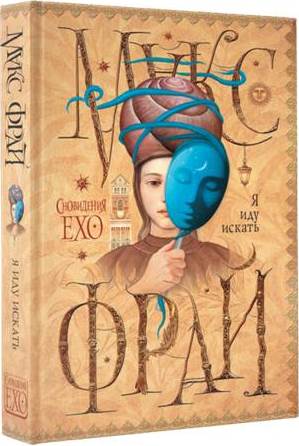 МАКС
ФРАЙ
Сновидения
ЕХО
Я
иду
искать
МАКС ФРАЙ
Я ИДУ ИСКАТЬ
Сновидения
ЕХО